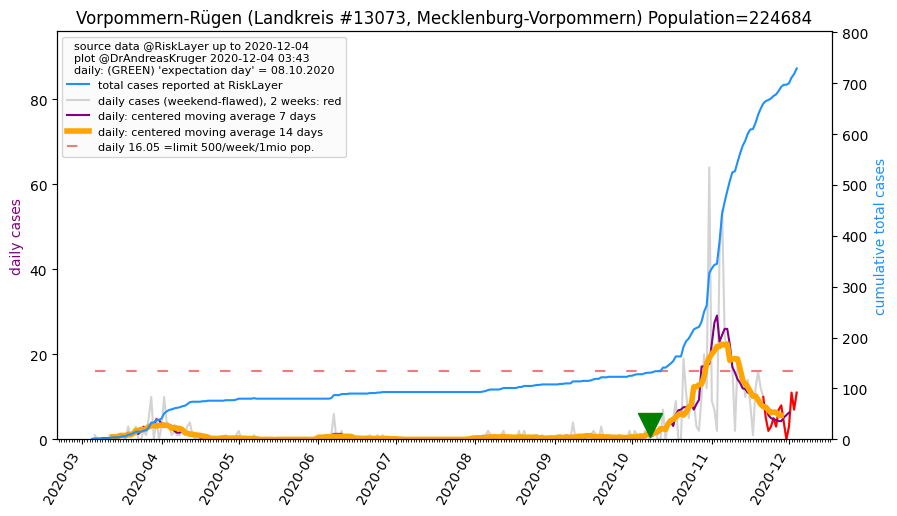 Vorpommern-Rügen (Landkreis #13073, Mecklenburg-Vorpommern) Population=224684
source data @RiskLayer up to 2020-12-04
plot @DrAndreasKruger 2020-12-04 03:43
daily: (GREEN) 'expectation day' = 08.10.2020
total cases reported at RiskLayer
daily cases (weekend-flawed), 2 weeks: red
daily: centered moving average 7 days
daily: centered moving average 14 days
daily 16.05 =limit 500/week/1mio pop.
daily cases
80
60
40
20
0
cumulative total cases
800
700
600
500
400
300
200
100
0
2020-03
2020-04
2020-05
2020-06
2020-07
2020-08
2020-09
2020-10
2020-11
2020-12